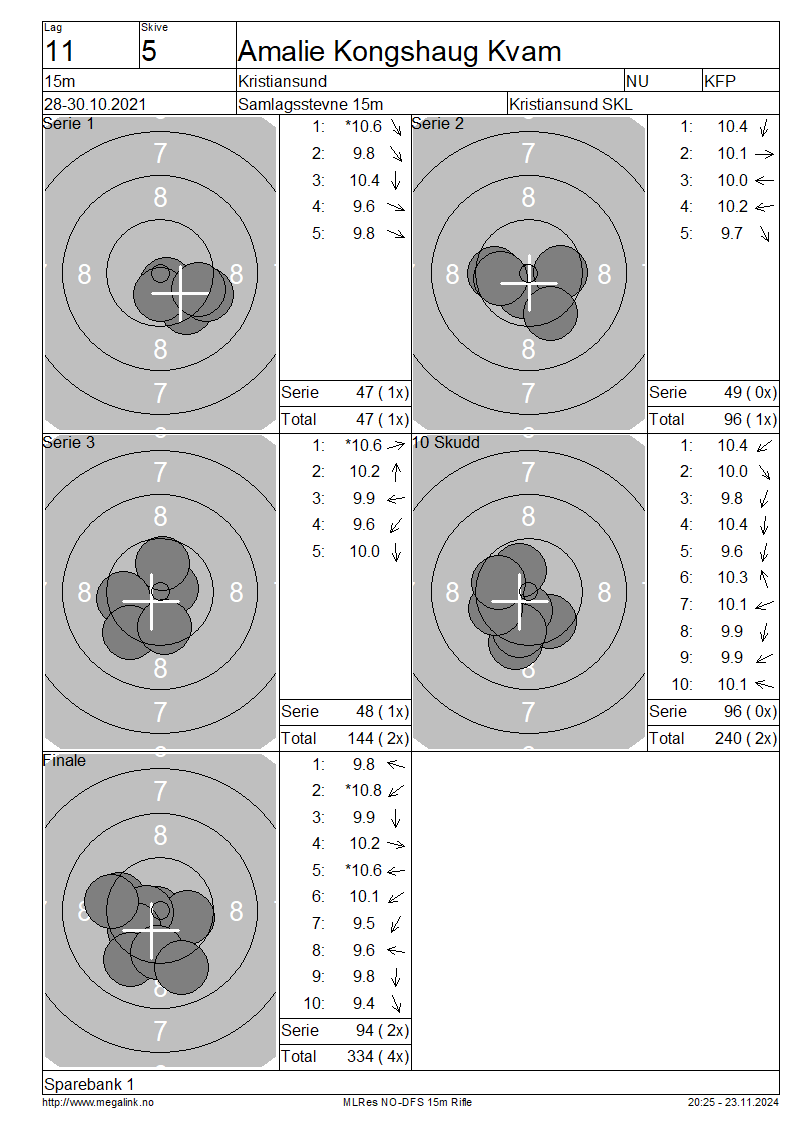 Lag
Skive
11
5
Amalie Kongshaug Kvam
15m
Kristiansund
NU
KFP
28-30.10.2021
Samlagsstevne 15m
Kristiansund SKL
Serie 1
7
8
8
8
8
7
1: *10.6
2: 9.8
3: 10.4
4: 9.6
5: 9.8
Serie 47 ( 1x)
Total 47 ( 1x)
Serie 2
7
8
8
8
8
7
1: 10.4
2: 10.1
3: 10.0
4: 10.2
5: 9.7
Serie 49 ( 0x)
Total 96 ( 1x)
Serie 3
7
8
8
8
8
7
1: *10.6
2: 10.2
3: 9.9
4: 9.6
5: 10.0
Serie 48 ( 1x)
Total 144 ( 2x)
10 Skudd
7
8
8
8
8
7
1: 10.4
2: 10.0
3: 9.8
4: 10.4
5: 9.6
6: 10.3
7: 10.1
8: 9.9
9: 9.9
10: 10.1
Serie 96 ( 0x)
Total 240 ( 2x)
Finale
7
8
8
8
8
7
1: 9.8
2: *10.8
3: 9.9
4: 10.2
5: *10.6
6: 10.1
7: 9.5
8: 9.6
9: 9.8
10: 9.4
Serie 94 ( 2x)
Total 334 ( 4x)
Sparebank 1
http://www.megalink.no
MLRes NO-DFS 15m Rifle
20:25 - 23.11.2024